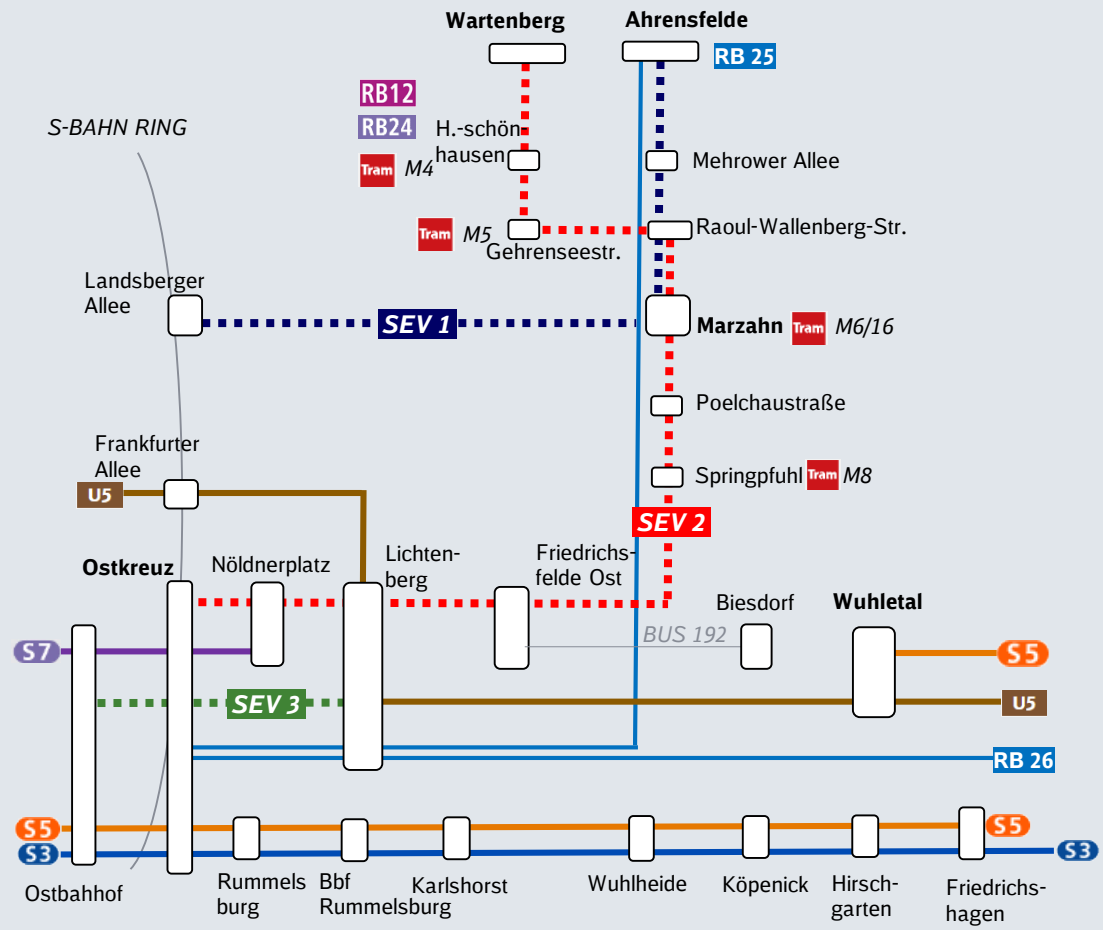 Wartenberg
Ahrensfelde
RB 25
RB12
RB24
S-BAHN RING
H.-schön-
hausen
Tram M4
Mehrower Allee
Tram M5
Gehrenseestr.
Raoul-Wallenberg-Str.
Landsberger
Allee
SEV 1
Marzahn Tram M6/16
Poelchaustraße
Frankfurter
Allee
U5
Springpfuhl Tram M8
SEV 2
Ostkreuz
Nöldnerplatz
Lichten-
berg
Friedrichs-
felde Ost
Biesdorf
Wuhletal
BUS 192
S7
S5
SEV 3
U5
RB 26
S5
S5
S3
S3
Ostbahhof
Rummels
burg
Bbf
Rummelsburg
Karlshorst
Wuhlheide
Köpenick
Hirsch-
garten
Friedrichs-
hagen